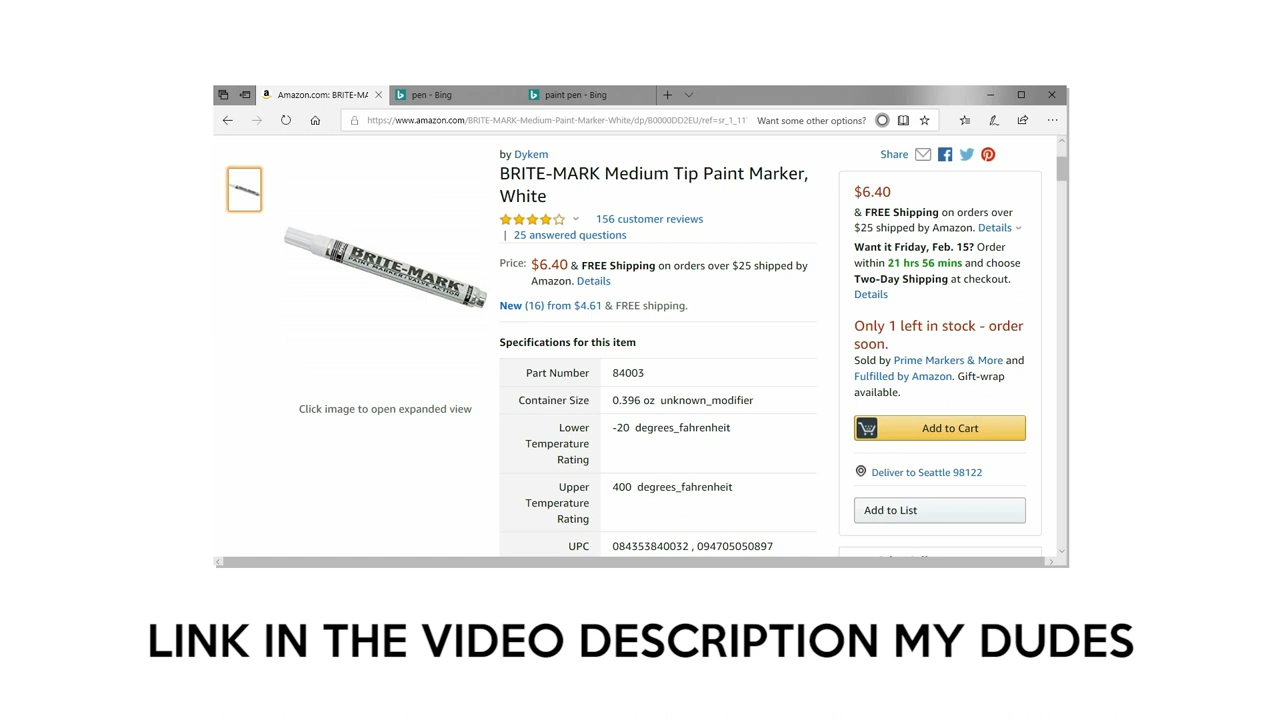 Amazon.com: BRITE-MA
pen - Bing
paint pen - Bing
https://www.amazon.com/BRITE-MARK-Medium-Paint-Marker-White/dp/B0000DD2EU/ref=sr_1_11
Want some other options?
by Dykem
BRITE-MARK Medium Tip Paint Marker,
White
156 customer reviews
| 25 answered questions
Price: $6.40 & FREE Shipping on orders over $25 shipped by
Amazon. Details
New (16) from $4.61 & FREE shipping.
Specifications for this item
Part Number 84003
Container Size 0.396 oz unknown_modifier
Lower
Temperature
Rating
-20 degrees_fahrenheit
Upper
Temperature
Rating
400 degrees_fahrenheit
UPC 084353840032 , 094705050897
BRITE-MARK
PAINT MARKER/VALVE ACTION
Click image to open expanded view
Share
$6.40
& FREE Shipping on orders over
$25 shipped by Amazon. Details
Want it Friday, Feb. 15? Order
within 21 hrs 56 mins and choose
Two-Day Shipping at checkout.
Details
Only 1 left in stock - order
soon.
Sold by Prime Markers & More and
Fulfilled by Amazon. Gift-wrap
available.
Add to Cart
Deliver to Seattle 98122
Add to List
LINK IN THE VIDEO DESCRIPTION MY DUDES